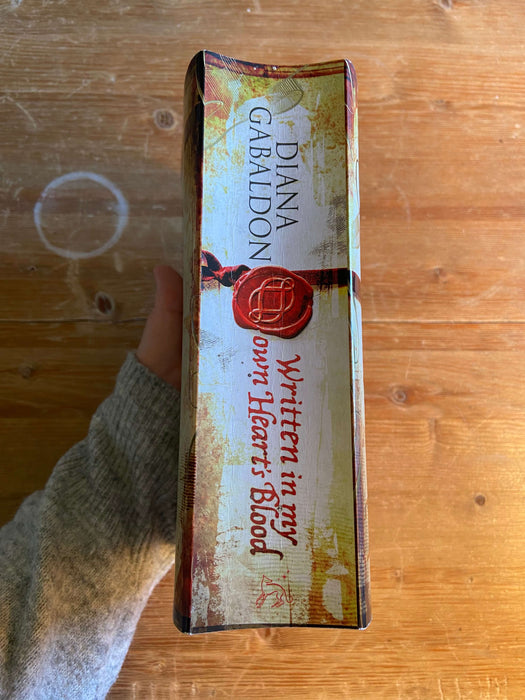 DIANA
GABALDON
Written in my
own Heart's Blood